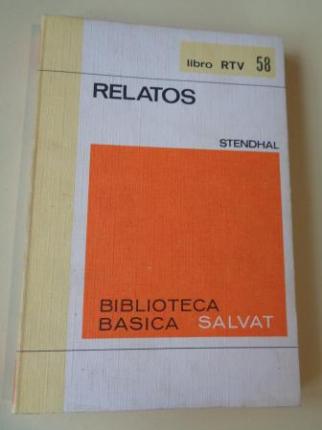 libro RTV 58
RELATOS
STENDHAL
BIBLIOTECA
BASICA SALVAT